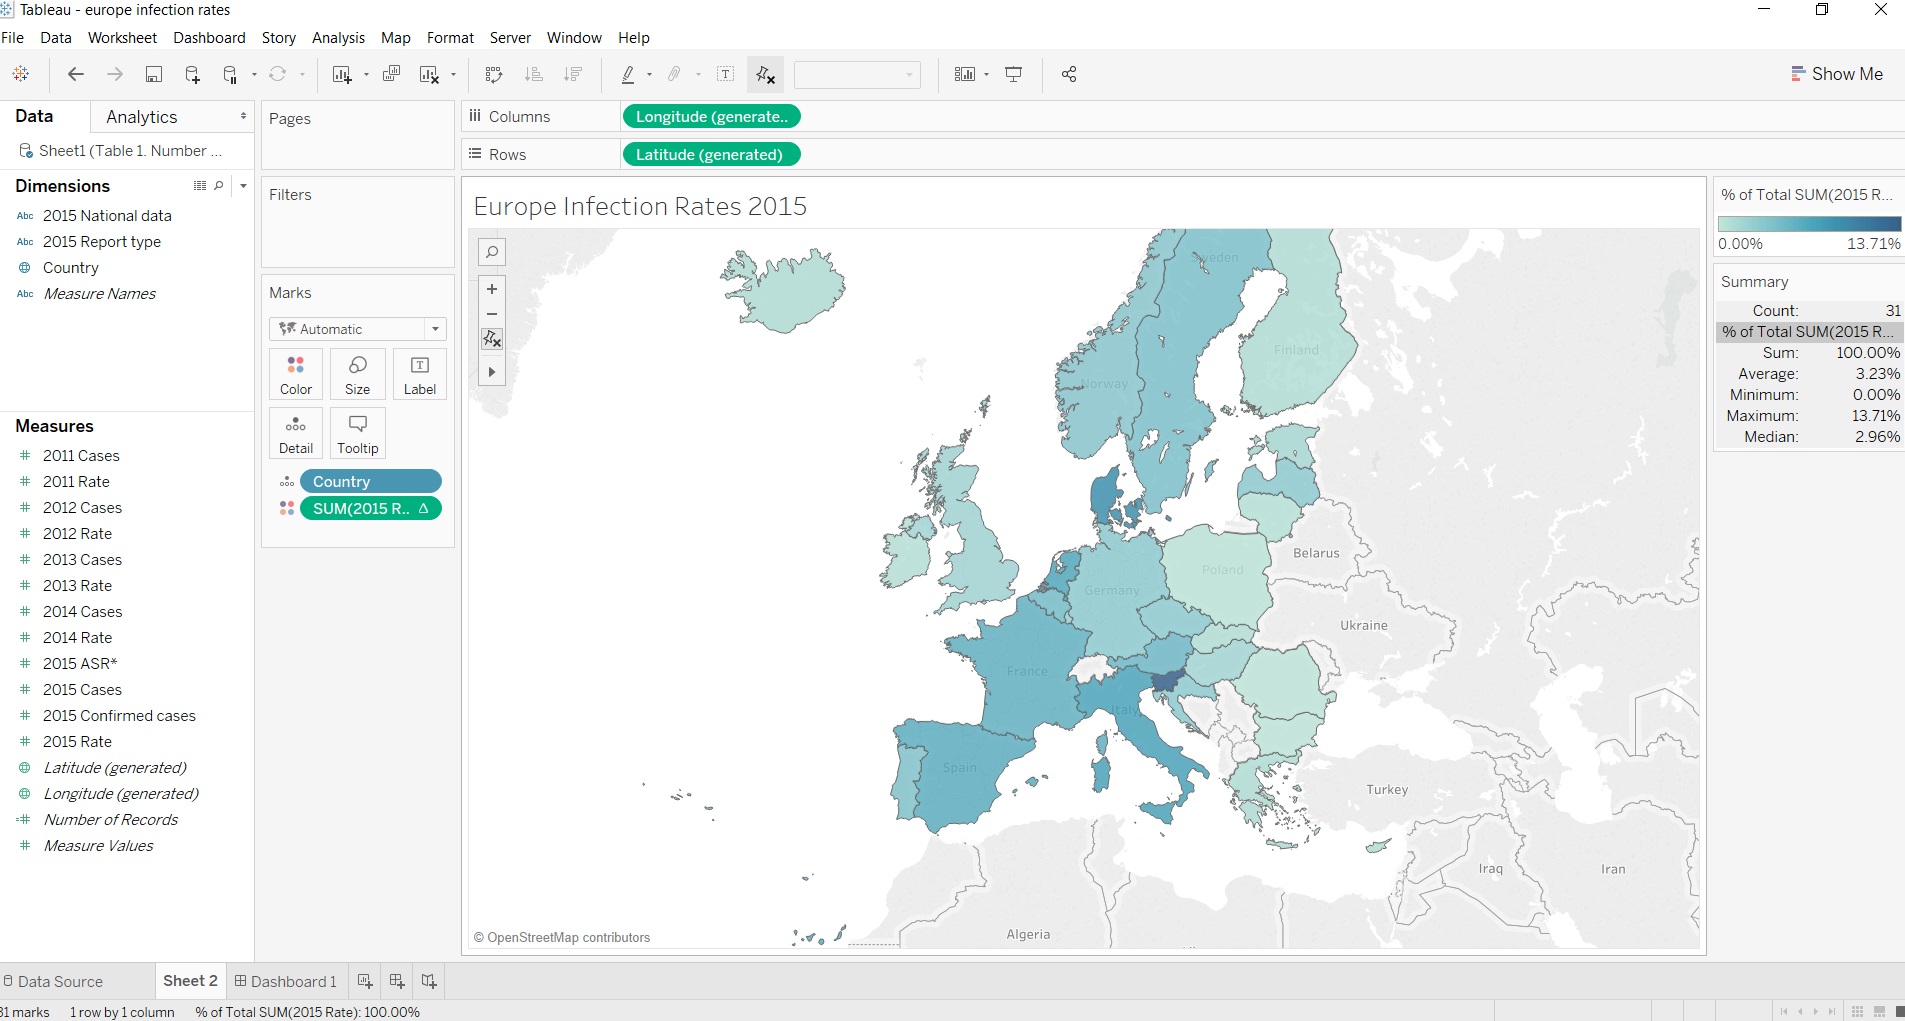 Tableau - europe infection rates
File Data Worksheet Dashboard Story Analysis Map Format Server Window Help
Show Me
Data
Analytics
Sheet1 (Table 1. Number ...
Dimensions
Abc 2015 National data
Abc 2015 Report type
Country
Abc Measure Names
Measures
# 2011 Cases
# 2011 Rate
# 2012 Cases
# 2012 Rate
# 2013 Cases
# 2013 Rate
# 2014 Cases
# 2014 Rate
# 2015 ASR*
# 2015 Cases
# 2015 Confirmed cases
# 2015 Rate
Latitude (generated)
Longitude (generated)
=# Number of Records
# Measure Values
Pages
Filters
Marks
Automatic
Color Size Label
Detail Tooltip
Country
SUM(2015 R.. Δ
Columns Longitude (generate..
Rows Latitude (generated)
Europe Infection Rates 2015
Sweden
Finland
Norway
Belarus
Poland
Germany
Ukraine
France
Italy
Spain
Turkey
Iraq
Iran
Algeria
© OpenStreetMap contributors
% of Total SUM(2015 R...
0.00% 13.71%
Summary
Count: 31
% of Total SUM(2015 R...
Sum: 100.00%
Average: 3.23%
Minimum: 0.00%
Maximum: 13.71%
Median: 2.96%
Data Source Sheet 2 Dashboard 1
31 marks 1 row by 1 column % of Total SUM(2015 Rate): 100.00%